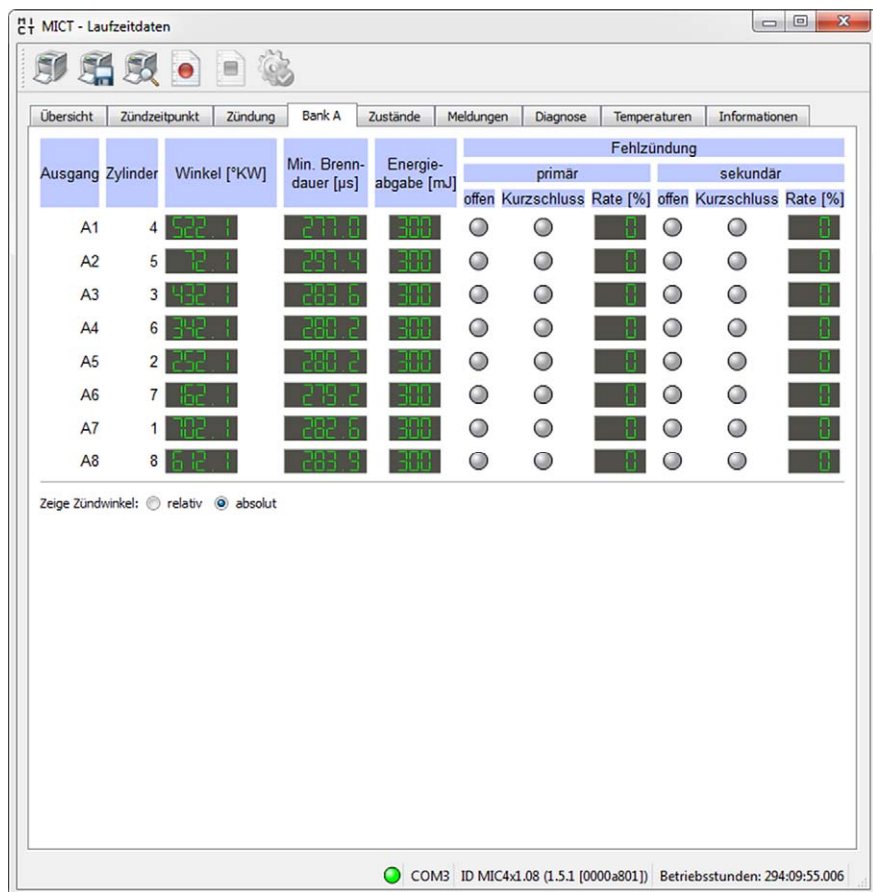 MICT - Laufzeitdaten
Übersicht Zündzeitpunkt Zündung Bank A Zustände Meldungen Diagnose Temperaturen Informationen
Ausgang Zylinder Winkel [°KW] Min. Brenn-dauer [µs] Energie-abgabe [mJ] Fehlzündung
primär sekundär
offen Kurzschluss Rate [%] offen Kurzschluss Rate [%]
A1 4 522.1 277.0 300 0 0
A2 5 72.1 297.4 300 0 0
A3 3 432.1 283.6 300 0 0
A4 6 342.1 280.2 300 0 0
A5 2 252.1 280.2 300 0 0
A6 7 162.1 279.2 300 0 0
A7 1 702.1 282.6 300 0 0
A8 8 612.1 283.9 300 0 0
Zeige Zündwinkel: relativ absolut
COM3 ID MIC4x1.08 (1.5.1 [0000a801]) Betriebsstunden: 294:09:55.006